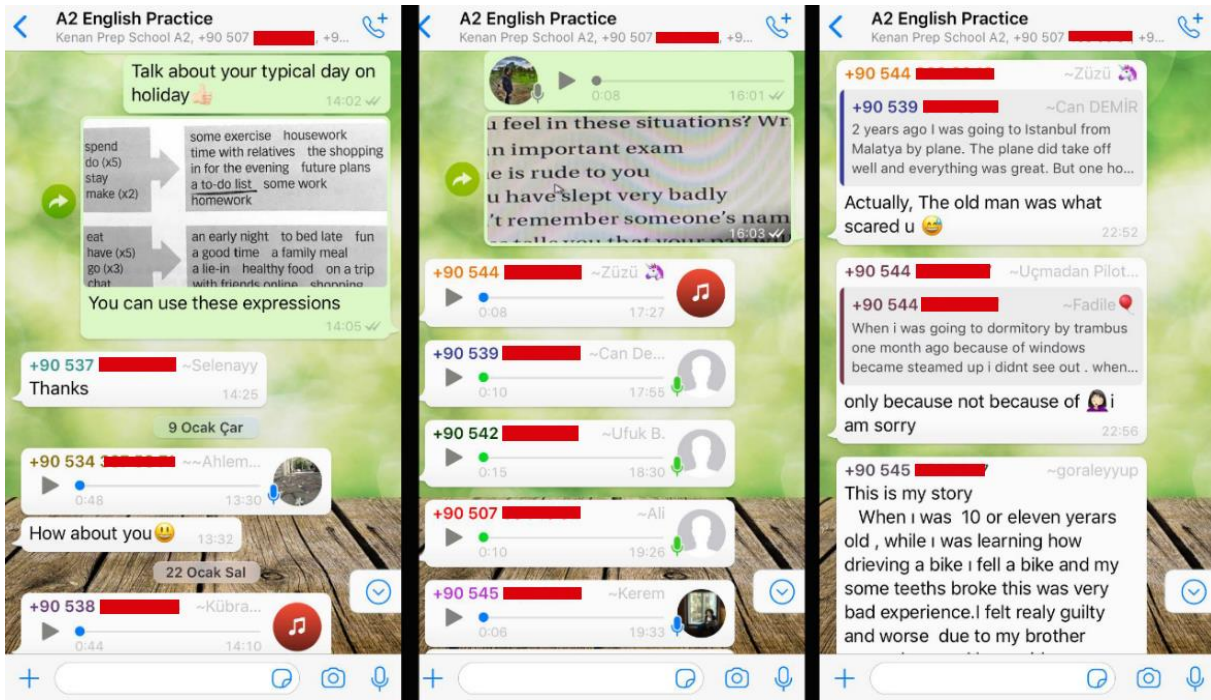 A2 English Practice
Kenan Prep School A2, +90 507 , +9...
Talk about your typical day on
holiday
14:02
spend
do (x5)
stay
make (x2)
some exercise housework
time with relatives the shopping
in for the evening future plans
a to-do list some work
homework
eat
have (x5)
go (x3)
chat
an early night to bed late fun
a good time a family meal
a lie-in healthy food on a trip
with friends online shopping
You can use these expressions
14:05
+90 537 ~Selenayy
Thanks
14:25
9 Ocak Çar
+90 534 ~~Ahlem...
0:48 13:30
How about you 13:32
22 Ocak Sal
+90 538 ~Kübra...
0:44 14:10
A2 English Practice
Kenan Prep School A2, +90 507 , +9...
0:08 16:01
u feel in these situations? Wr
n important exam
e is rude to you
u have slept very badly
't remember someone's nam
16:03
+90 544 ~Züzü
0:08 17:27
+90 539 ~Can De...
0:10 17:55
+90 542 ~Ufuk B.
0:15 18:30
+90 507 ~Ali
0:10 19:26
+90 545 ~Kerem
0:06 19:33
A2 English Practice
Kenan Prep School A2, +90 507 +9...
+90 544 ~Züzü
+90 539 ~Can DEMİR
2 years ago I was going to Istanbul from
Malatya by plane. The plane did take off
well and everything was great. But one ho...
Actually, The old man was what
scared u
22:52
+90 544 ~Uçmadan Pilot...
+90 544 ~Fadile
When i was going to dormitory by trambus
one month ago because of windows
became steamed up i didnt see out . when...
only because not because of i
am sorry
22:56
+90 545 ~goraleyyup
This is my story
When ı was 10 or eleven yerars
old , while ı was learning how
drieving a bike ı fell a bike and my
some teeths broke this was very
bad experience.I felt realy guilty
and worse due to my brother